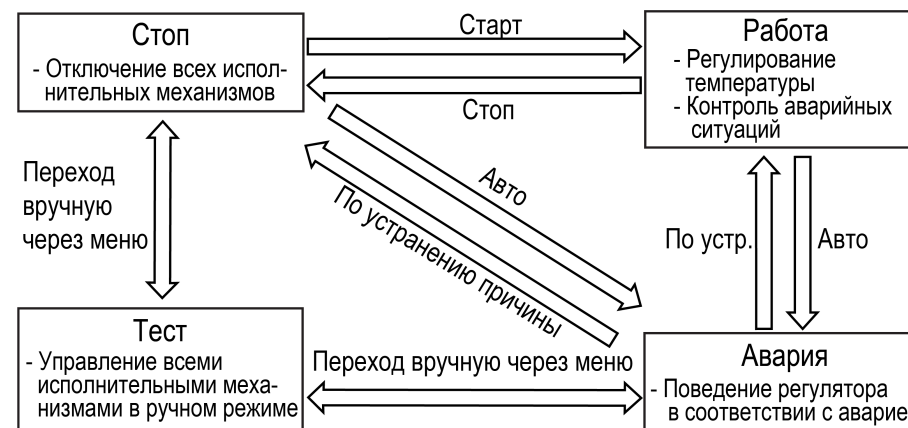 Стоп
- Отключение всех испол-
нительных механизмов
Старт
Стоп
Работа
- Регулирование
температуры
- Контроль аварийных
ситуаций
Переход
вручную
через меню
Авто
По устранению причины
По устр.
Авто
Тест
- Управление всеми
исполнительными меха-
низмами в ручном режиме
Переход вручную через меню
Авария
- Поведение регулятора
в соответствии с аварие